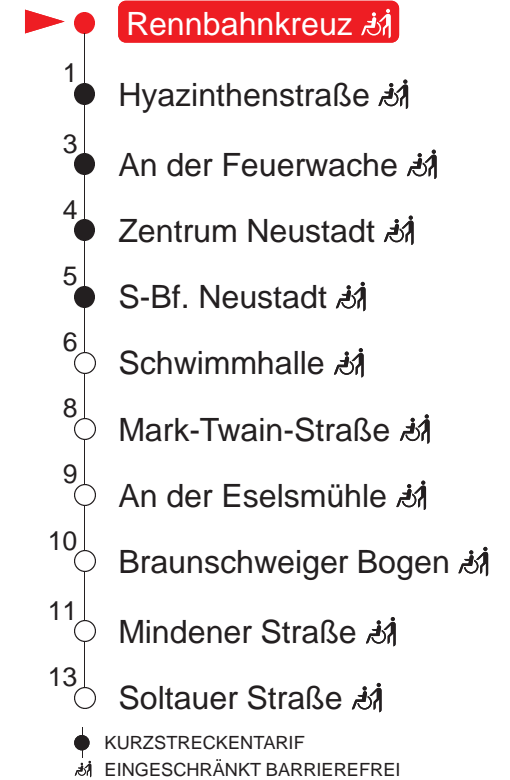 Rennbahnkreuz
1
Hyazinthenstraße
3
An der Feuerwache
4
Zentrum Neustadt
5
S-Bf. Neustadt
6
Schwimmhalle
8
Mark-Twain-Straße
9
An der Eselsmühle
10
Braunschweiger Bogen
11
Mindener Straße
13
Soltauer Straße
KURZSTRECKENTARIF
EINGESCHRÄNKT BARRIEREFREI